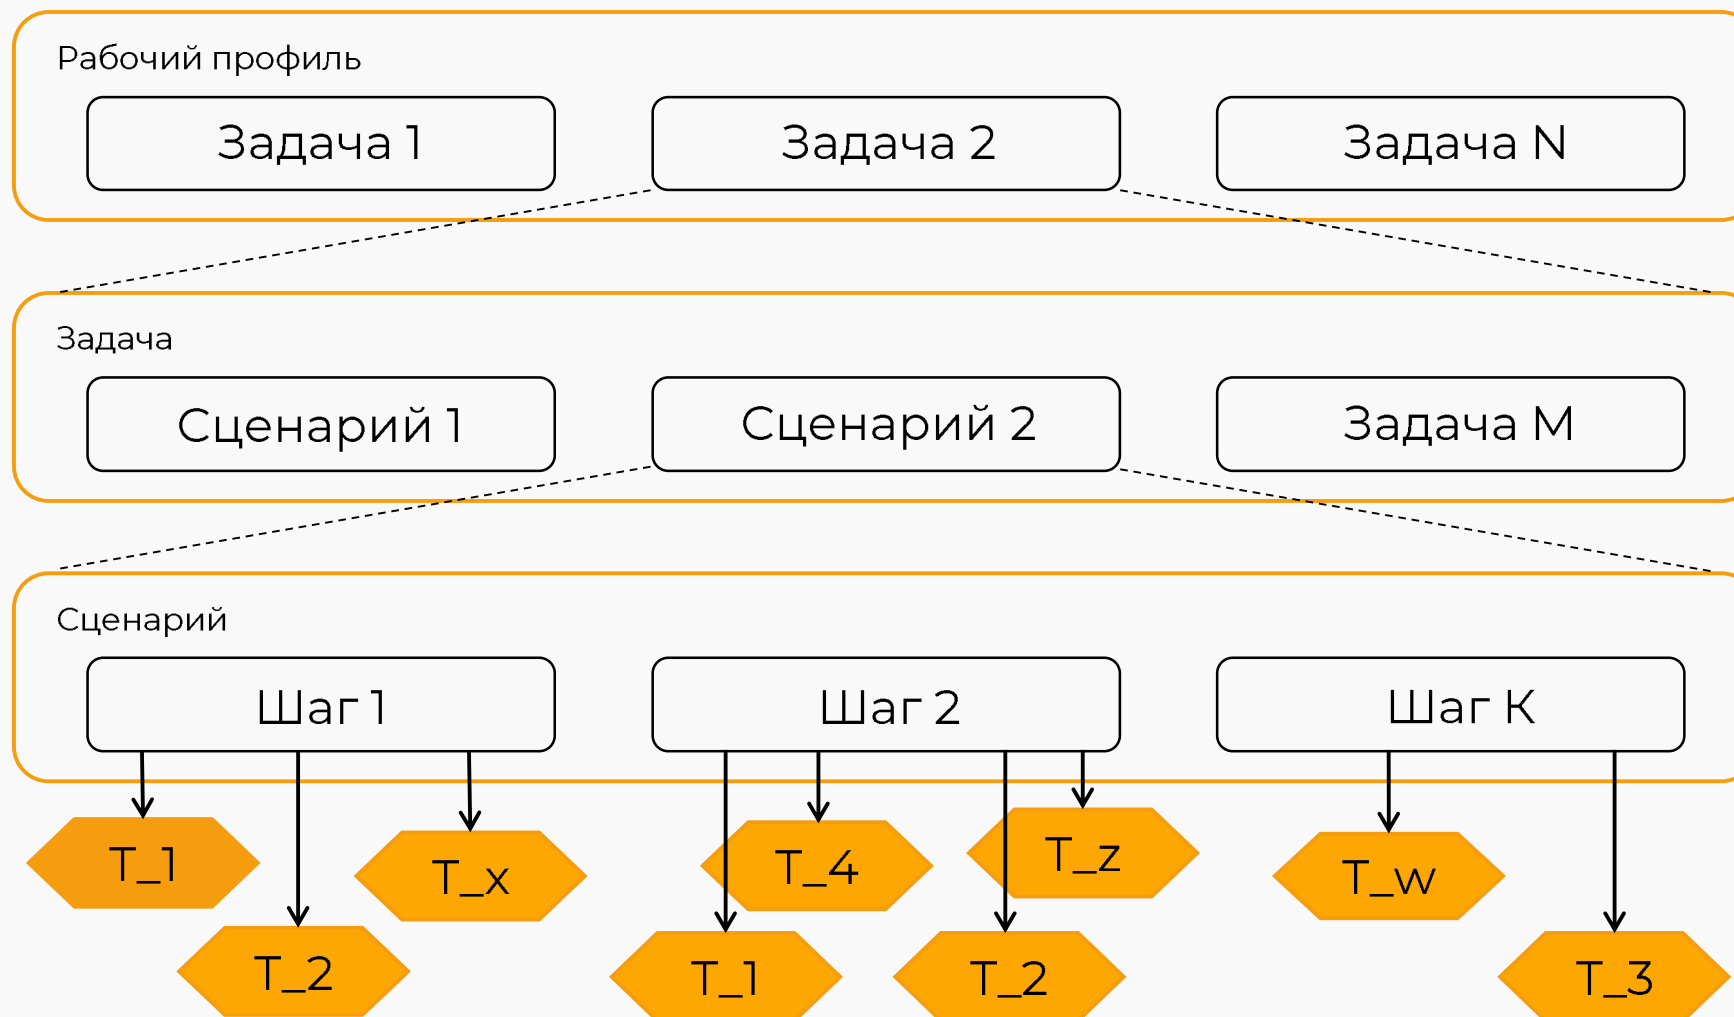 Рабочий профиль
Задача 1
Задача 2
Задача N
Задача
Сценарий 1
Сценарий 2
Задача M
Сценарий
Шаг 1
Шаг 2
Шаг K
T_1
T_2
T_x
T_1
T_4
T_2
T_z
T_w
T_3